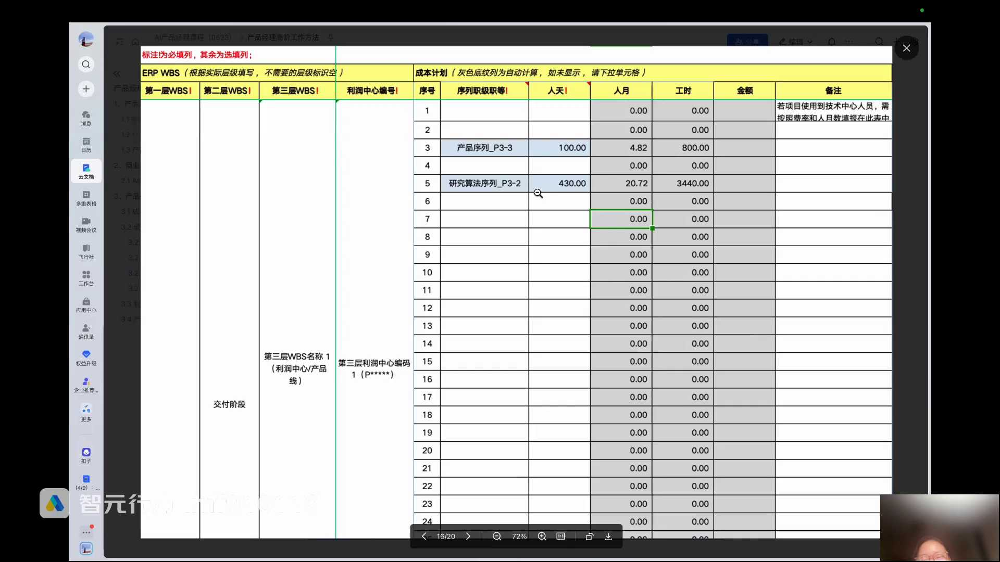 AI产品经理课程（0523）
产品经理高阶工作方法
分享
编辑
标注!为必填列，其余为选填列；
ERP WBS（根据实际层级填写，不需要的层级标识空）
成本计划（灰色底纹列为自动计算，如未显示，请下拉单元格）
第一层WBS! 第二层WBS! 第三层WBS! 利润中心编号! 序号 序列职级职等! 人天! 人月 工时 金额 备注
1 0.00 0.00 若项目使用到技术中心人员，需
按照费率和人月数填报在此表中
2 0.00 0.00
3 产品序列_P3-3 100.00 4.82 800.00
4 0.00 0.00
5 研究算法序列_P3-2 430.00 20.72 3440.00
6 0.00 0.00
7 0.00 0.00
8 0.00 0.00
9 0.00 0.00
10 0.00 0.00
11 0.00 0.00
12 0.00 0.00
13 0.00 0.00
14 0.00 0.00
15 0.00 0.00
16 0.00 0.00
17 0.00 0.00
18 0.00 0.00
19 0.00 0.00
20 0.00 0.00
21 0.00 0.00
22 0.00 0.00
23 0.00 0.00
24 0.00 0.00
交付阶段
第三层WBS名称 1
（利润中心/产品
线）
第三层利润中心编码
1（P*****）
消息
日历
云文档
多维表格
视频会议
飞行社
工作台
应用中心
通讯录
权益升级
企业推荐...
更多
扣子
(4/9) : ...
智元行
16/20
72%
1:1